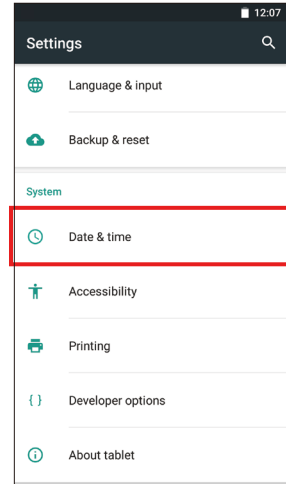 12:07
Settings
Language & input
Backup & reset
System
Date & time
Accessibility
Printing
{ } Developer options
About tablet